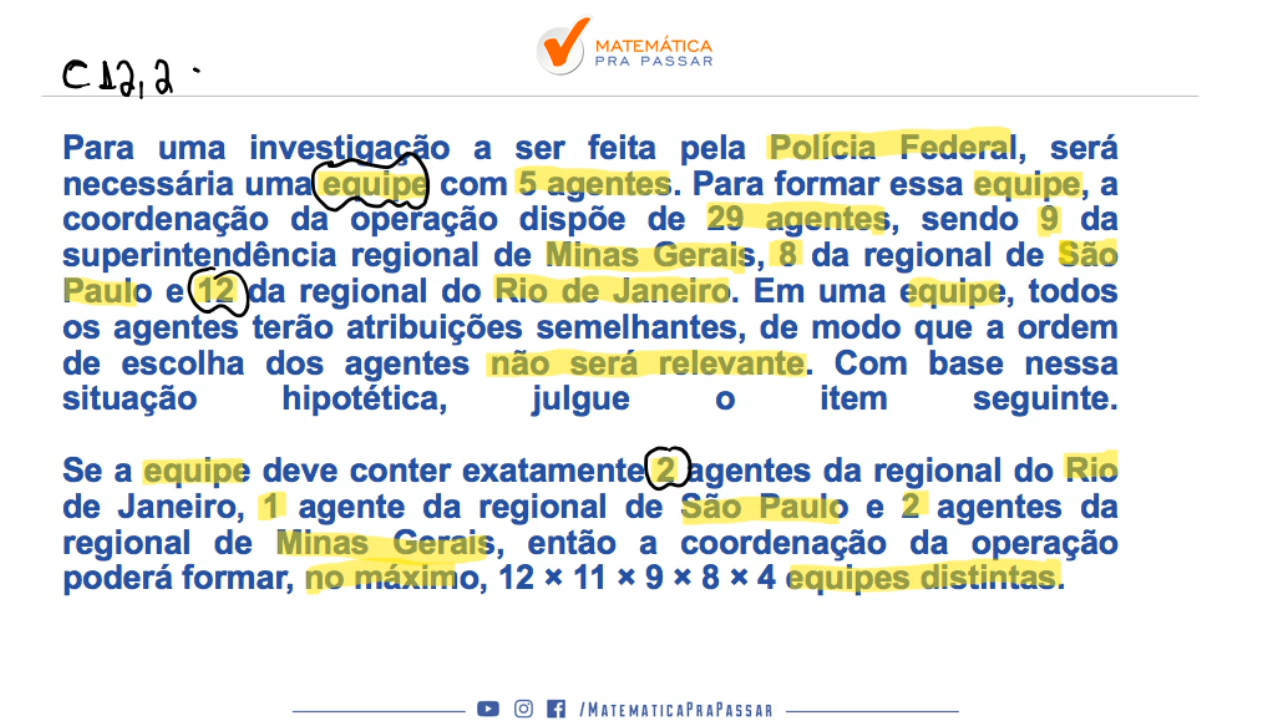 MATEMÁTICA
PRA PASSAR
C12,2 .
Para uma investigação a ser feita pela Polícia Federal, será
necessária uma equipe com 5 agentes. Para formar essa equipe, a
coordenação da operação dispõe de 29 agentes, sendo 9 da
superintendência regional de Minas Gerais, 8 da regional de São
Paulo e 12 da regional do Rio de Janeiro. Em uma equipe, todos
os agentes terão atribuições semelhantes, de modo que a ordem
de escolha dos agentes não será relevante. Com base nessa
situação hipotética, julgue o item seguinte.
Se a equipe deve conter exatamente 2 agentes da regional do Rio
de Janeiro, 1 agente da regional de São Paulo e 2 agentes da
regional de Minas Gerais, então a coordenação da operação
poderá formar, no máximo, 12 × 11 × 9 × 8 × 4 equipes distintas.
/MATEMATICAPRAPASSAR